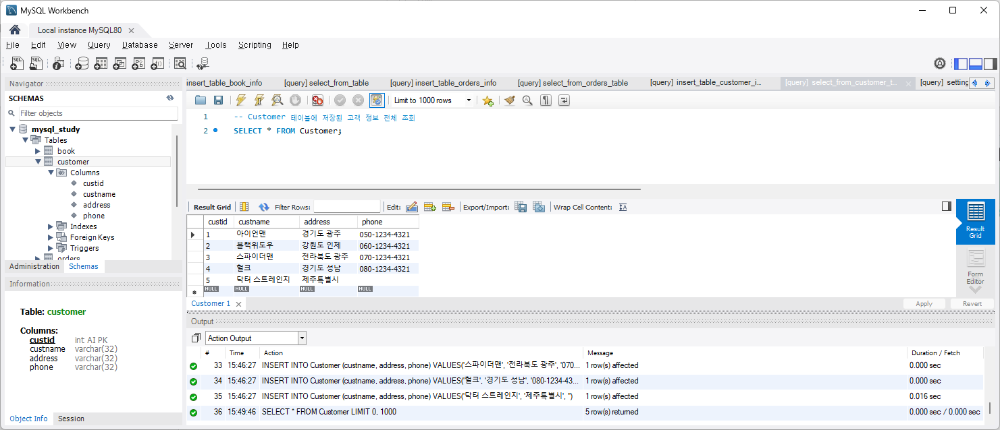 MySQL Workbench
Local instance MySQL80
File Edit View Query Database Server Tools Scripting Help
Navigator
SCHEMAS
Filter objects
mysql_study
Tables
book
customer
Columns
custid
custname
address
phone
Indexes
Foreign Keys
Triggers
orders
Administration Schemas
Information
Table: customer
Columns:
custid int AI PK
custname varchar(32)
address varchar(32)
phone varchar(32)
Object Info Session
insert_table_book_info [query] select_from_table [query] insert_table_orders_info [query] select_from_orders_table [query] insert_table_customer_i... [query] select_from_customer_t... [query] setting
Limit to 1000 rows
1 -- Customer 테이블에 저장된 고객 정보 전체 조회
2 SELECT * FROM Customer;
Result Grid Filter Rows: Edit: Export/Import: Wrap Cell Content:
custid custname address phone
1 아이언맨 경기도 광주 050-1234-4321
2 블랙위도우 강원도 인제 060-1234-4321
3 스파이더맨 전라북도 광주 070-1234-4321
4 헐크 경기도 성남 080-1234-4321
5 닥터 스트레인지 제주특별시
NULL NULL NULL NULL
Result Grid
Form Editor
Customer 1
Apply Revert
Output
Action Output
# Time Action Message Duration / Fetch
33 15:46:27 INSERT INTO Customer (custname, address, phone) VALUES('스파이더맨', '전라북도 광주', '070... 1 row(s) affected 0.000 sec
34 15:46:27 INSERT INTO Customer (custname, address, phone) VALUES('헐크', '경기도 성남', '080-1234-43... 1 row(s) affected 0.000 sec
35 15:46:27 INSERT INTO Customer (custname, address, phone) VALUES('닥터 스트레인지', '제주특별시', '') 1 row(s) affected 0.016 sec
36 15:49:46 SELECT * FROM Customer LIMIT 0, 1000 5 row(s) returned 0.000 sec / 0.000 sec